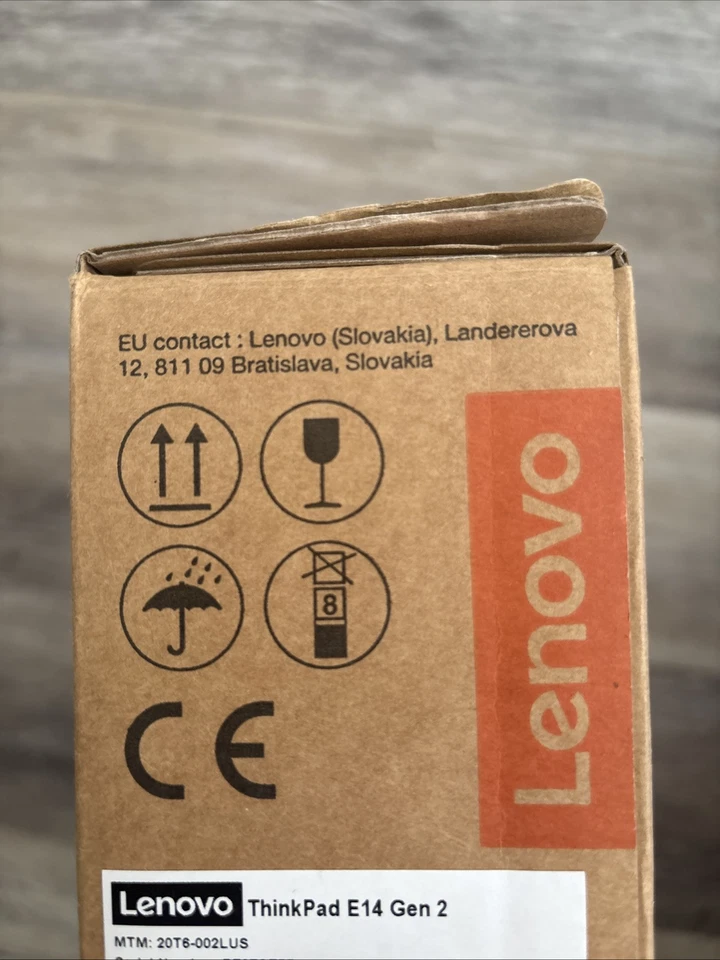 EU contact : Lenovo (Slovakia), Landererova
12, 811 09 Bratislava, Slovakia
8
CE
Lenovo
Lenovo ThinkPad E14 Gen 2
MTM: 20T6-002LUS